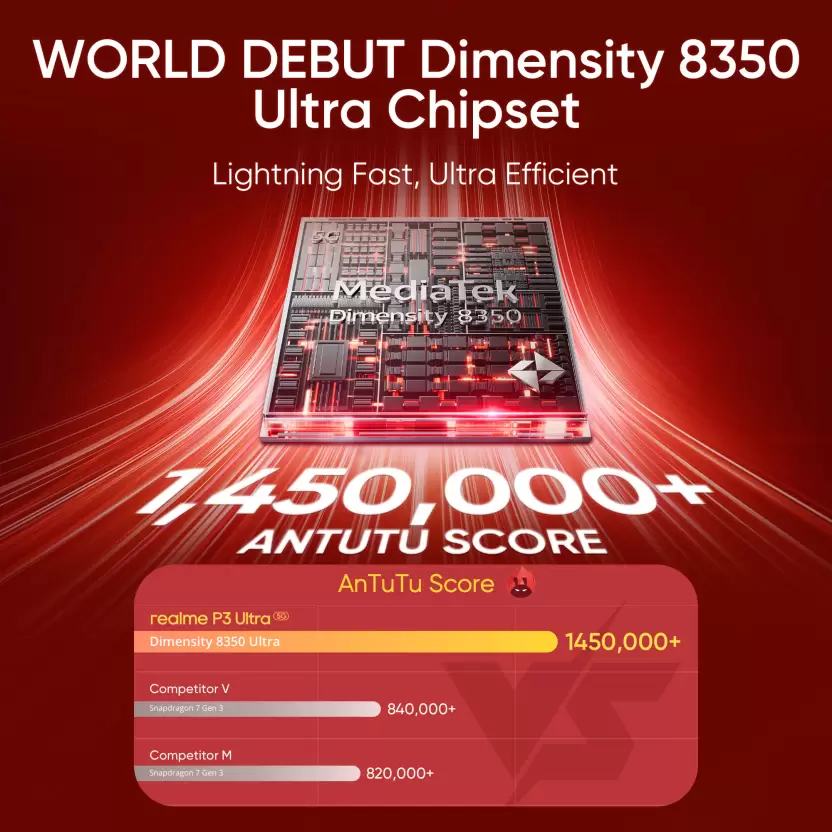 WORLD DEBUT Dimensity 8350
Ultra Chipset
Lightning Fast, Ultra Efficient
5G
MediaTek
Dimensity 8350
1,450,000+
ANTUTU SCORE
AnTuTu Score
realme P3 Ultra 5G
Dimensity 8350 Ultra
1450,000+
Competitor V
Snapdragon 7 Gen 3
840,000+
VS
Competitor M
Snapdragon 7 Gen 3
820,000+